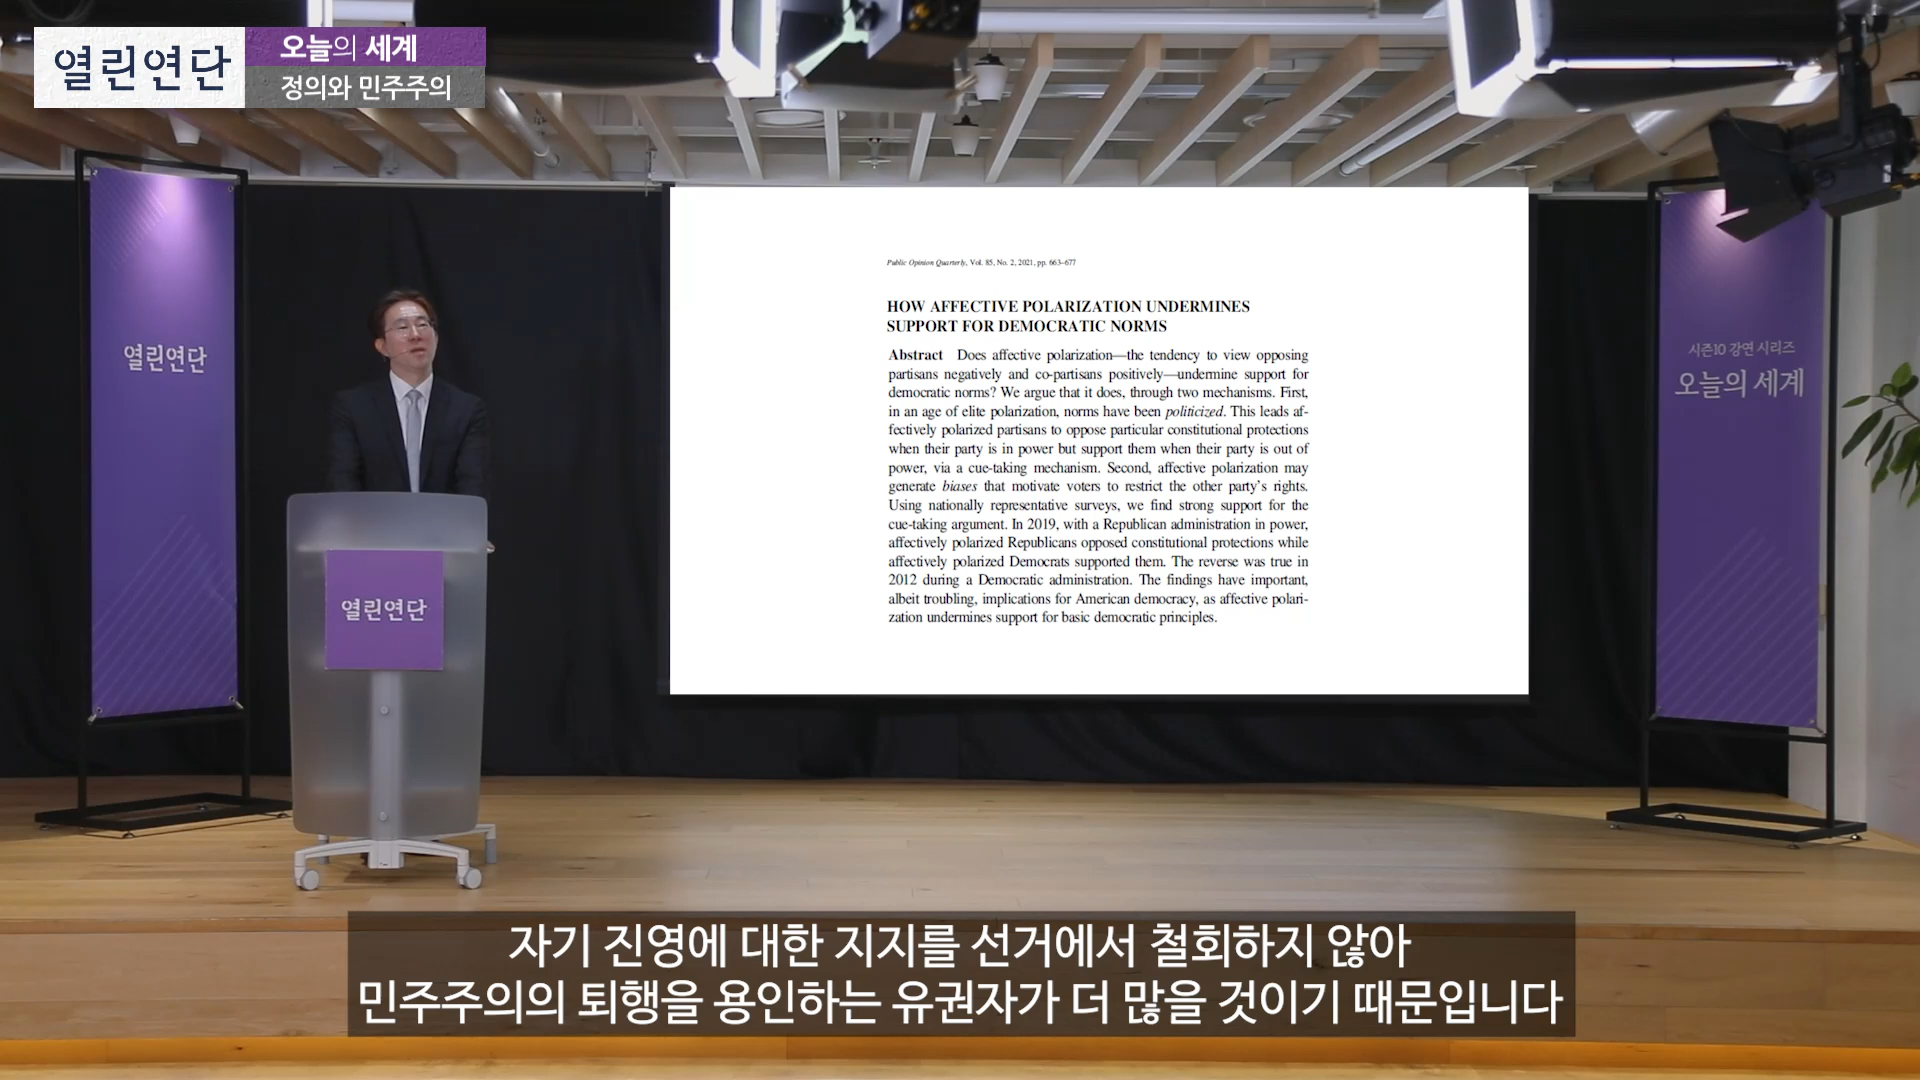 열린연단
오늘의 세계
정의와 민주주의
열린연단
Public Opinion Quarterly, Vol. 85, No. 2, 2021, pp. 663–677
HOW AFFECTIVE POLARIZATION UNDERMINES
SUPPORT FOR DEMOCRATIC NORMS
Abstract Does affective polarization—the tendency to view opposing
partisans negatively and co-partisans positively—undermine support for
democratic norms? We argue that it does, through two mechanisms. First,
in an age of elite polarization, norms have been politicized. This leads af-
fectively polarized partisans to oppose particular constitutional protections
when their party is in power but support them when their party is out of
power, via a cue-taking mechanism. Second, affective polarization may
generate biases that motivate voters to restrict the other party's rights.
Using nationally representative surveys, we find strong support for the
cue-taking argument. In 2019, with a Republican administration in power,
affectively polarized Republicans opposed constitutional protections while
affectively polarized Democrats supported them. The reverse was true in
2012 during a Democratic administration. The findings have important,
albeit troubling, implications for American democracy, as affective polari-
zation undermines support for basic democratic principles.
시즌10 강연 시리즈
오늘의 세계
열린연단
자기 진영에 대한 지지를 선거에서 철회하지 않아
민주주의의 퇴행을 용인하는 유권자가 더 많을 것이기 때문입니다